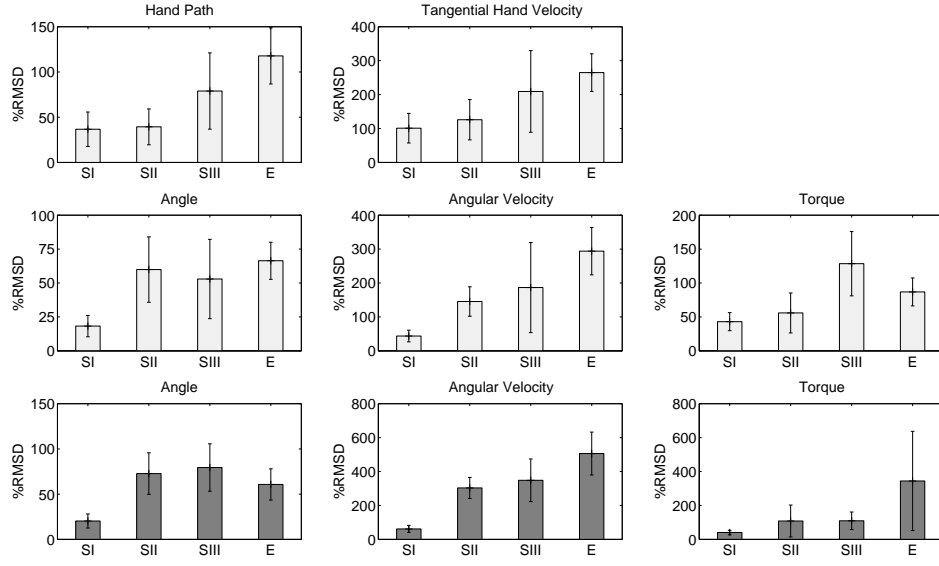 Hand Path
Tangential Hand Velocity
150
100
50
0
%RMSD
SI SII SIII E
400
300
200
100
0
%RMSD
SI SII SIII E
Angle
Angular Velocity
Torque
100
75
50
25
0
%RMSD
SI SII SIII E
400
300
200
100
0
%RMSD
SI SII SIII E
200
150
100
50
0
%RMSD
SI SII SIII E
Angle
Angular Velocity
Torque
150
100
50
0
%RMSD
SI SII SIII E
800
600
400
200
0
%RMSD
SI SII SIII E
800
600
400
200
0
%RMSD
SI SII SIII E